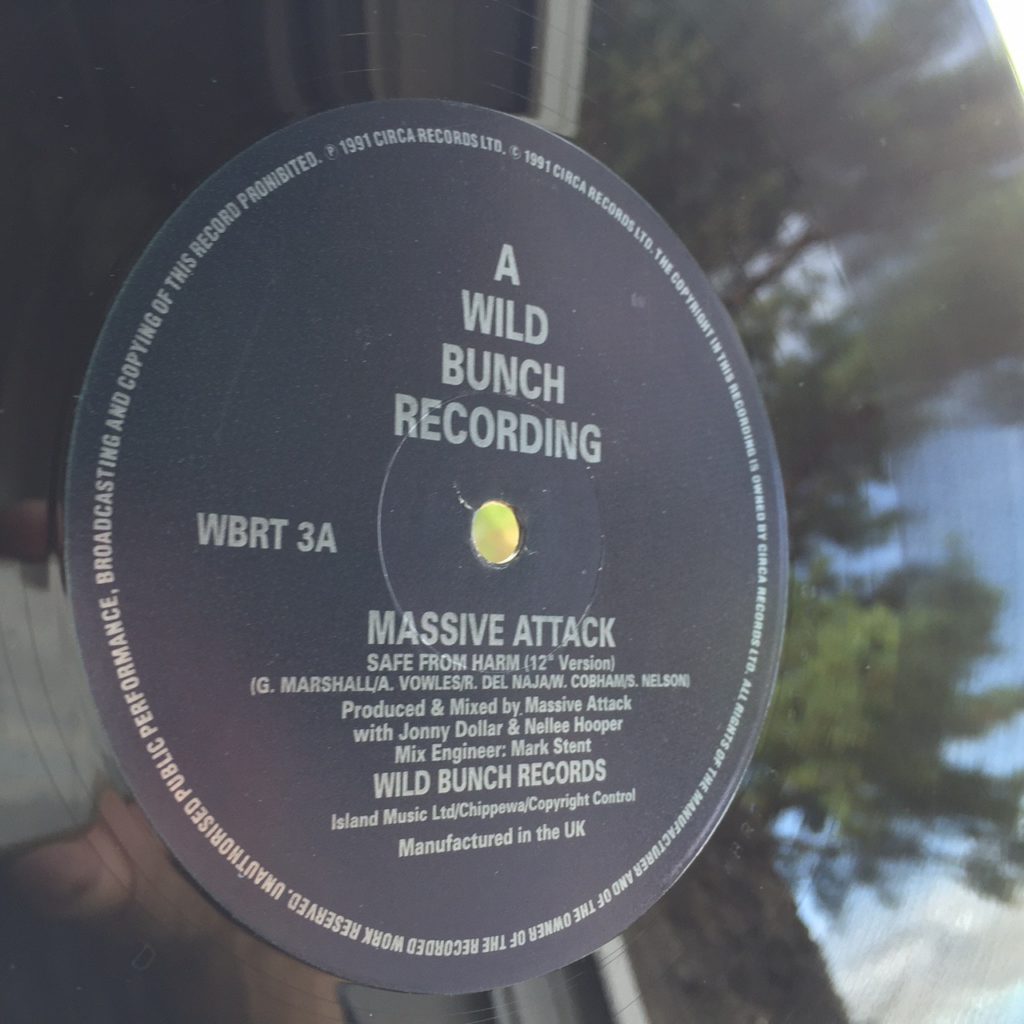 A
WILD
BUNCH
RECORDING
WBRT 3A
MASSIVE ATTACK
SAFE FROM HARM (12" Version)
(G. MARSHALL/A. VOWLES/R. DEL NAJA/W. COBHAM/S. NELSON)
Produced & Mixed by Massive Attack
with Jonny Dollar & Nellee Hooper
Mix Engineer: Mark Stent
WILD BUNCH RECORDS
Island Music Ltd/Chippewa/Copyright Control
Manufactured in the UK
℗ 1991 CIRCA RECORDS LTD. © 1991 CIRCA RECORDS LTD. THE COPYRIGHT IN THIS RECORDING IS OWNED BY CIRCA RECORDS LTD. ALL RIGHTS OF THE MANUFACTURER AND OF THE OWNER OF THE RECORDED WORK RESERVED. UNAUTHORISED PUBLIC PERFORMANCE, BROADCASTING AND COPYING OF THIS RECORD PROHIBITED.